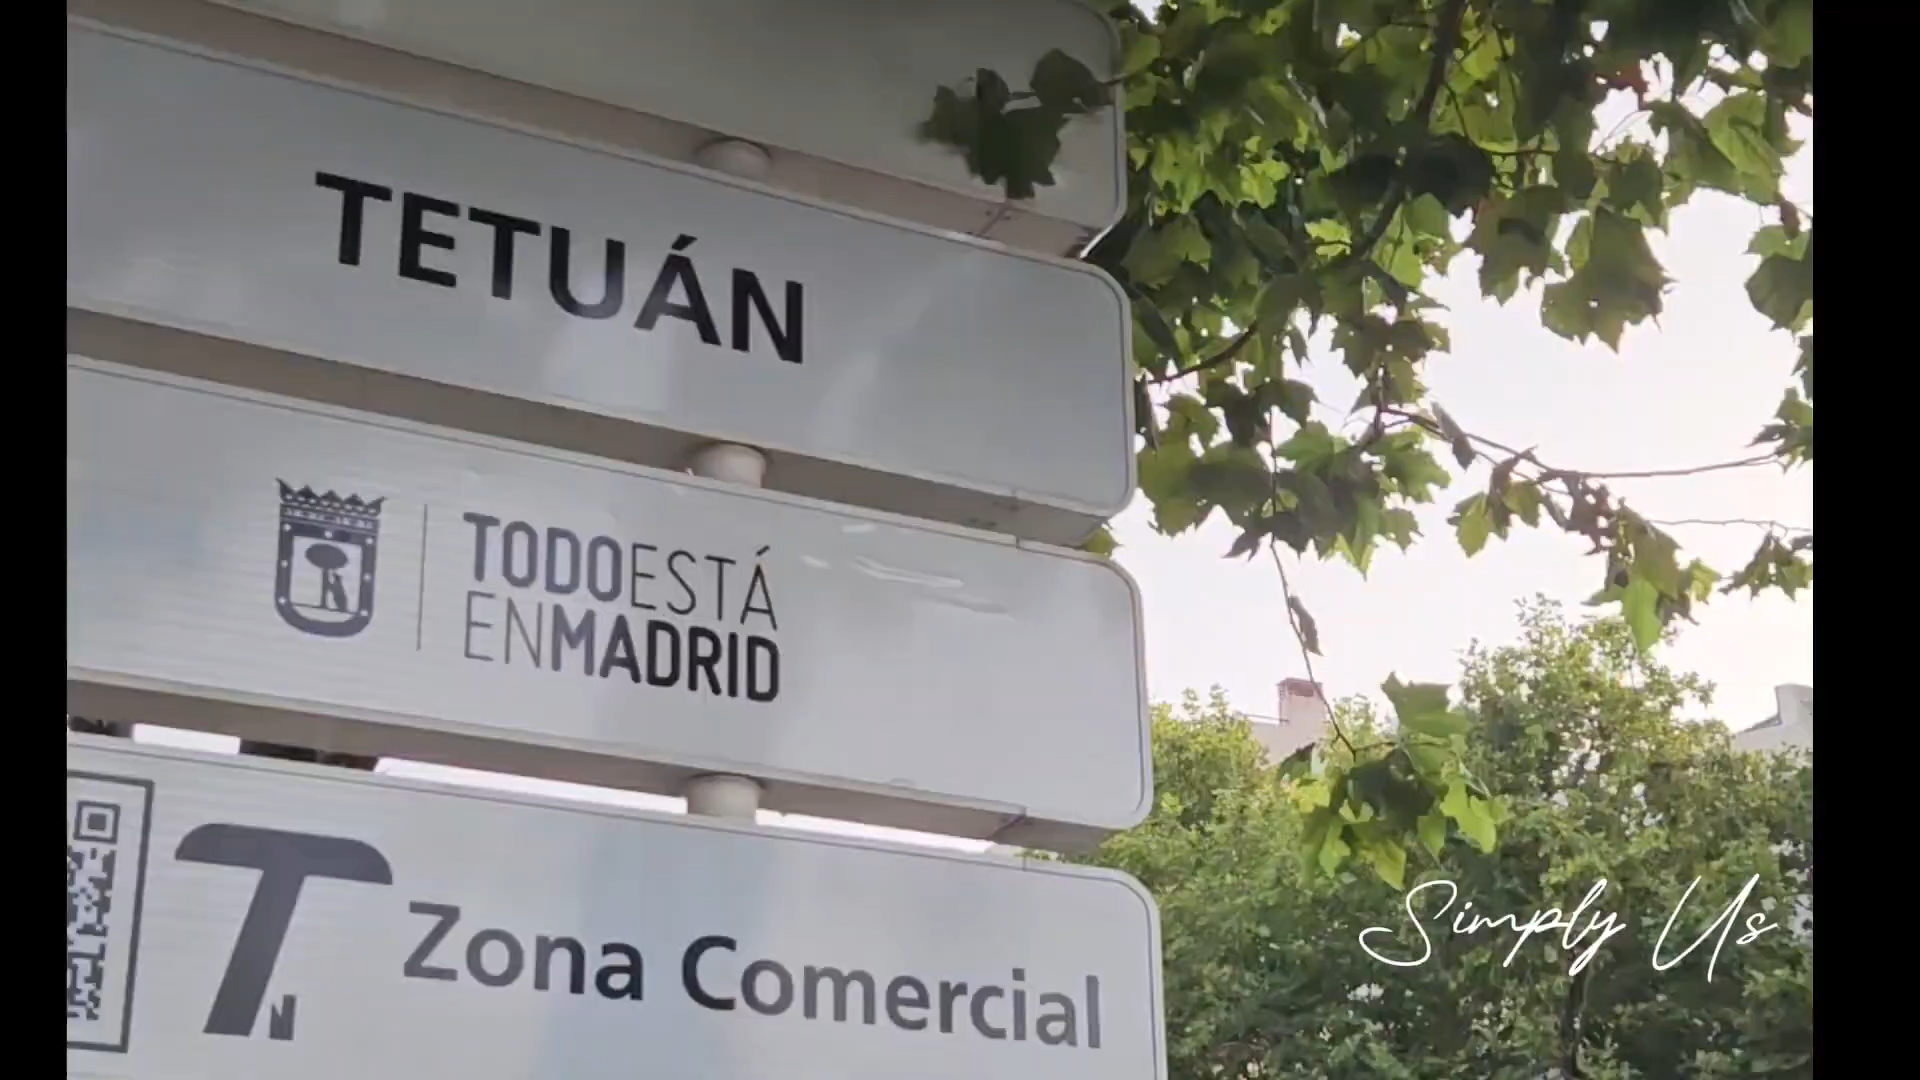 TETUÁN
TODOESTÁ
ENMADRID
Zona Comercial
Simply Us